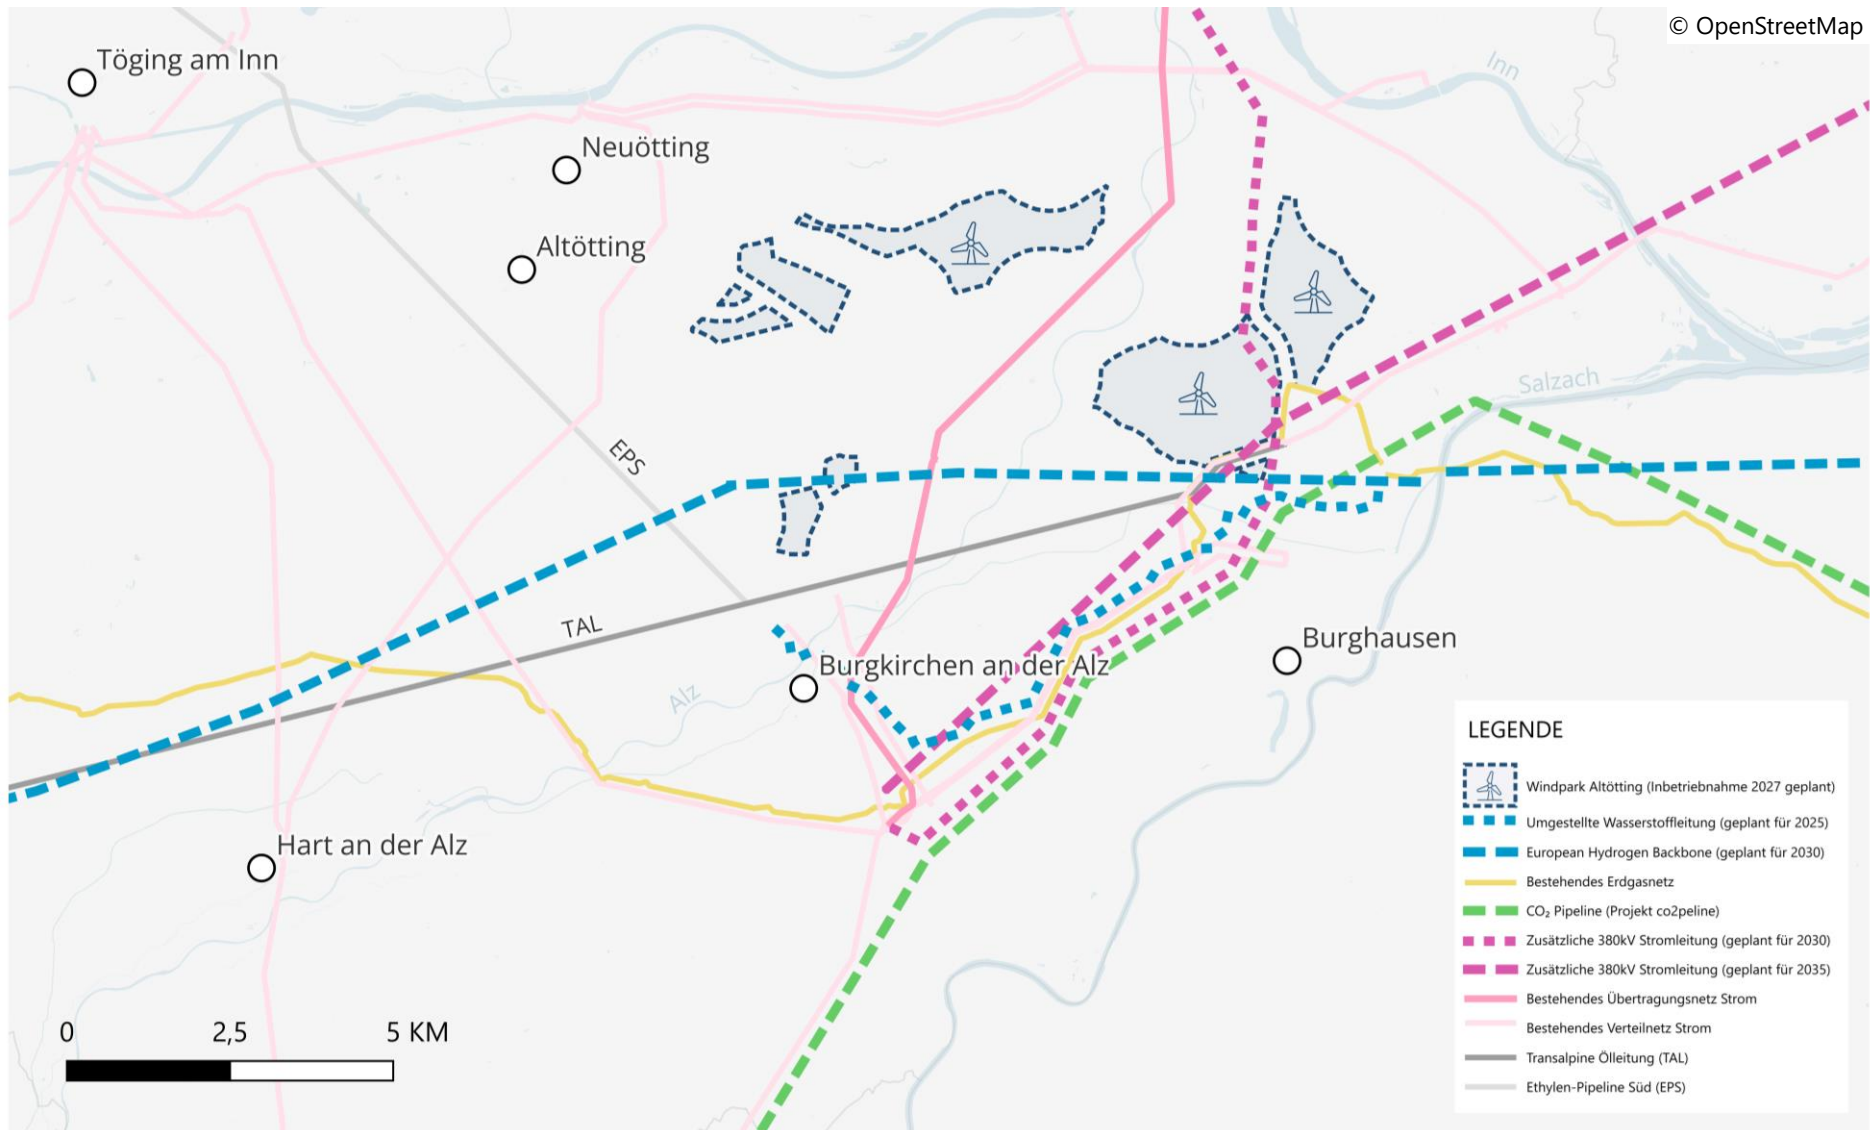 © OpenStreetMap
Töging am Inn
Inn
Neuötting
Altötting
Salzach
EPS
TAL
Burghausen
Burgkirchen an der Alz
Alz
Hart an der Alz
0 2,5 5 KM
LEGENDE
Windpark Altötting (Inbetriebnahme 2027 geplant)
Umgestellte Wasserstoffleitung (geplant für 2025)
European Hydrogen Backbone (geplant für 2030)
Bestehendes Erdgasnetz
CO₂ Pipeline (Projekt co2peline)
Zusätzliche 380kV Stromleitung (geplant für 2030)
Zusätzliche 380kV Stromleitung (geplant für 2035)
Bestehendes Übertragungsnetz Strom
Bestehendes Verteilnetz Strom
Transalpine Ölleitung (TAL)
Ethylen-Pipeline Süd (EPS)